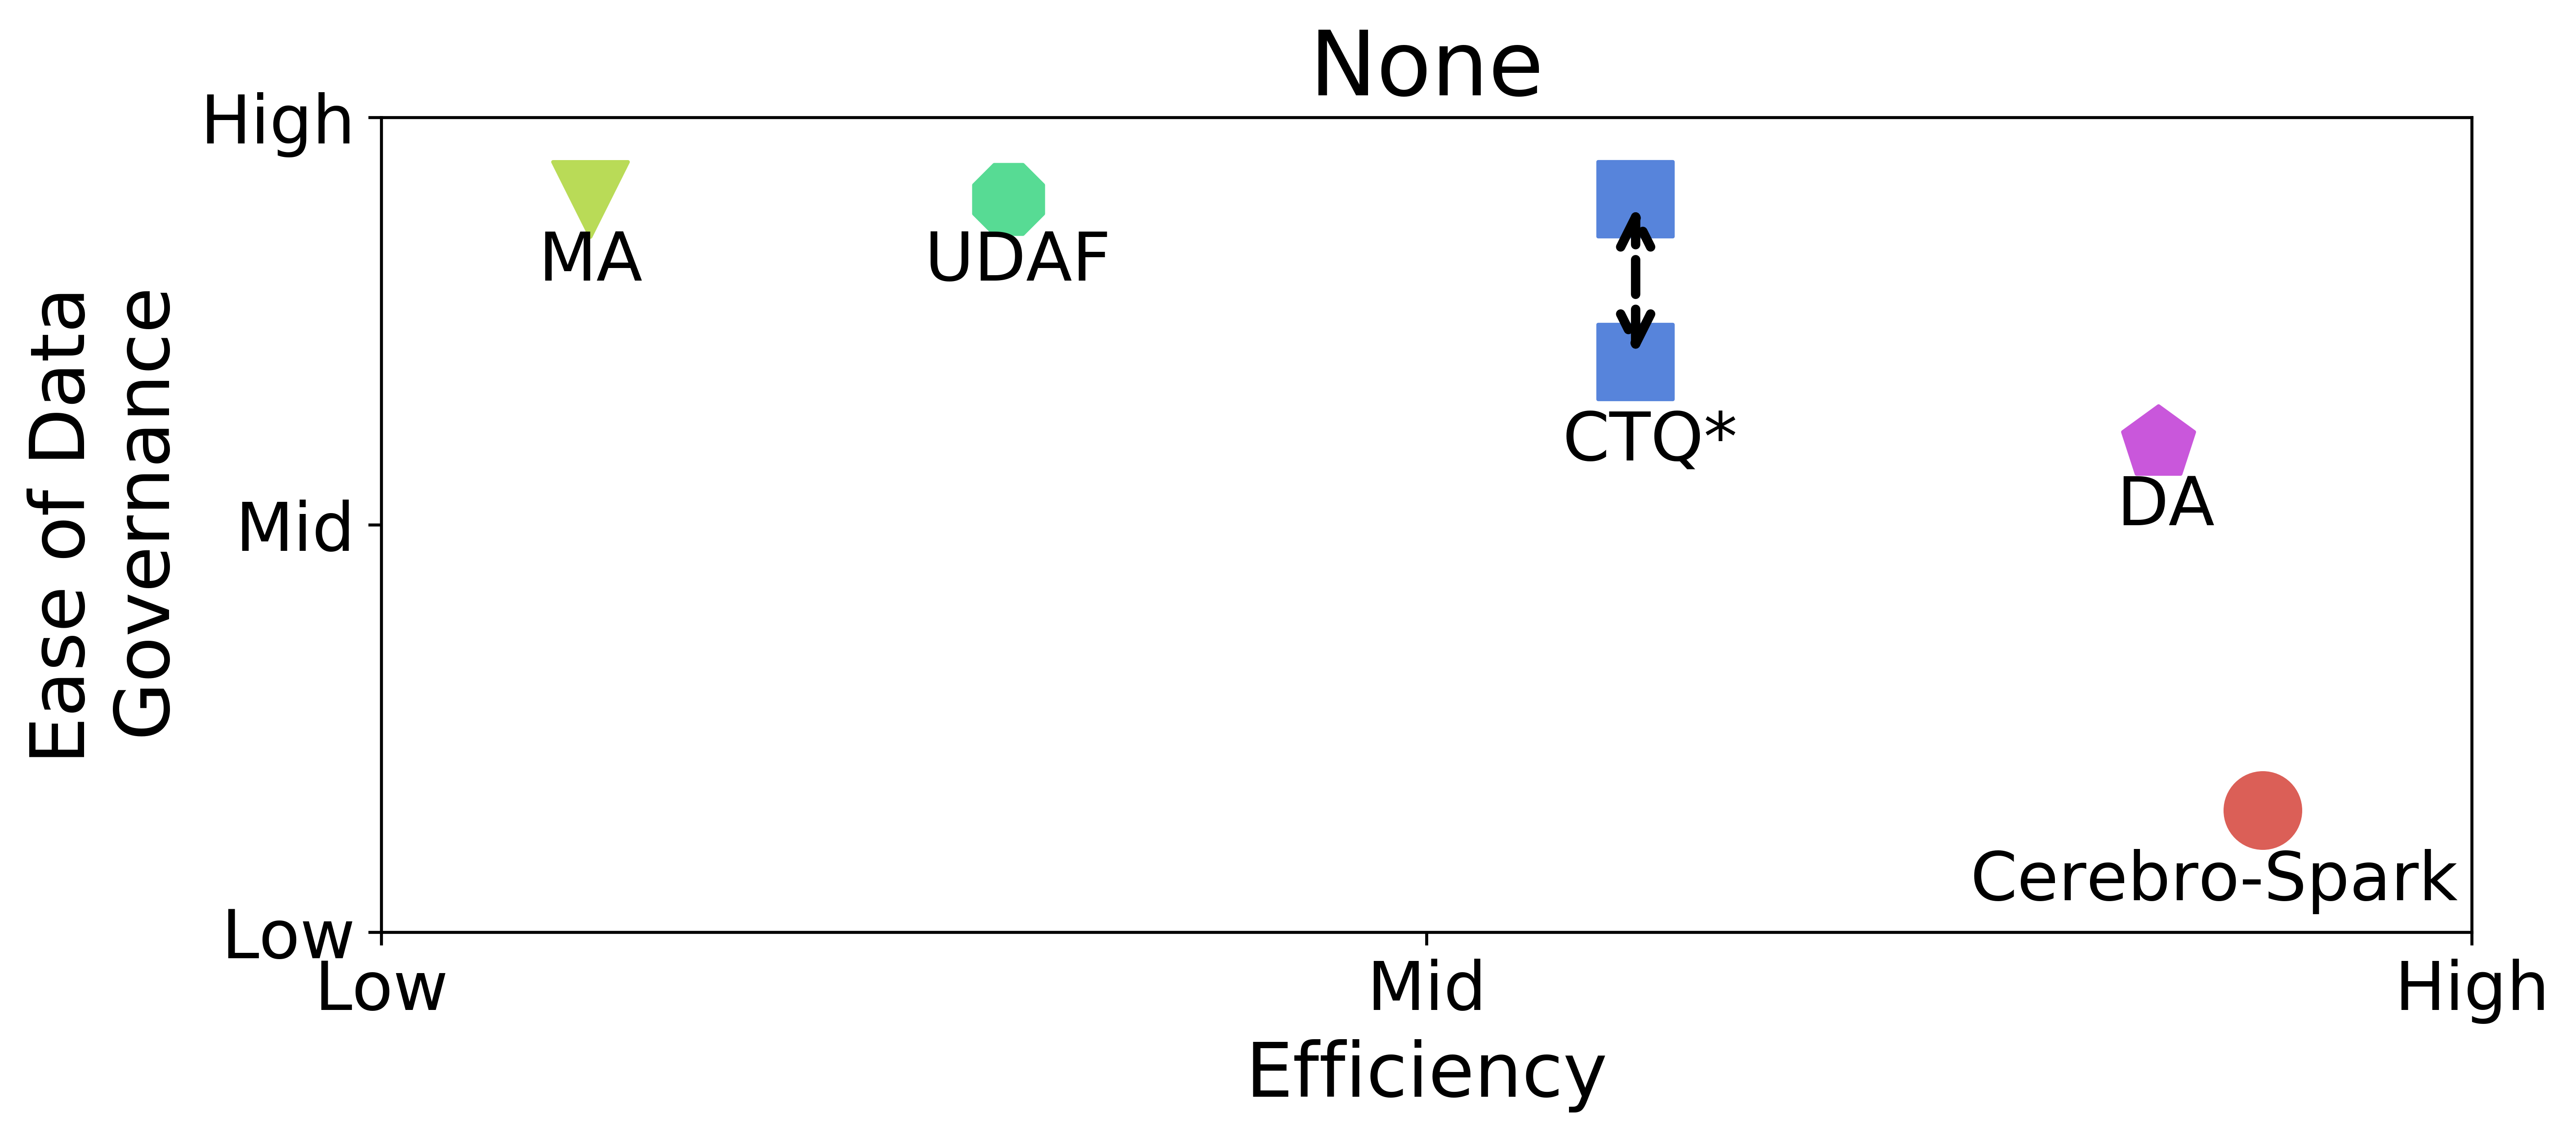 None
High
Mid
Low
Ease of Data
Governance
MA
UDAF
CTQ*
DA
Cerebro-Spark
Low
Mid
High
Efficiency